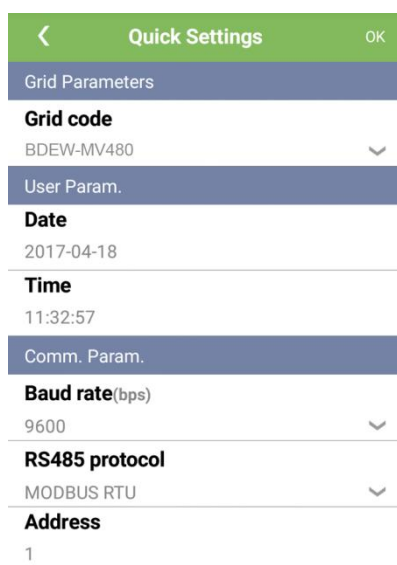 Quick Settings OK
Grid Parameters
Grid code
BDEW-MV480
User Param.
Date
2017-04-18
Time
11:32:57
Comm. Param.
Baud rate(bps)
9600
RS485 protocol
MODBUS RTU
Address
1